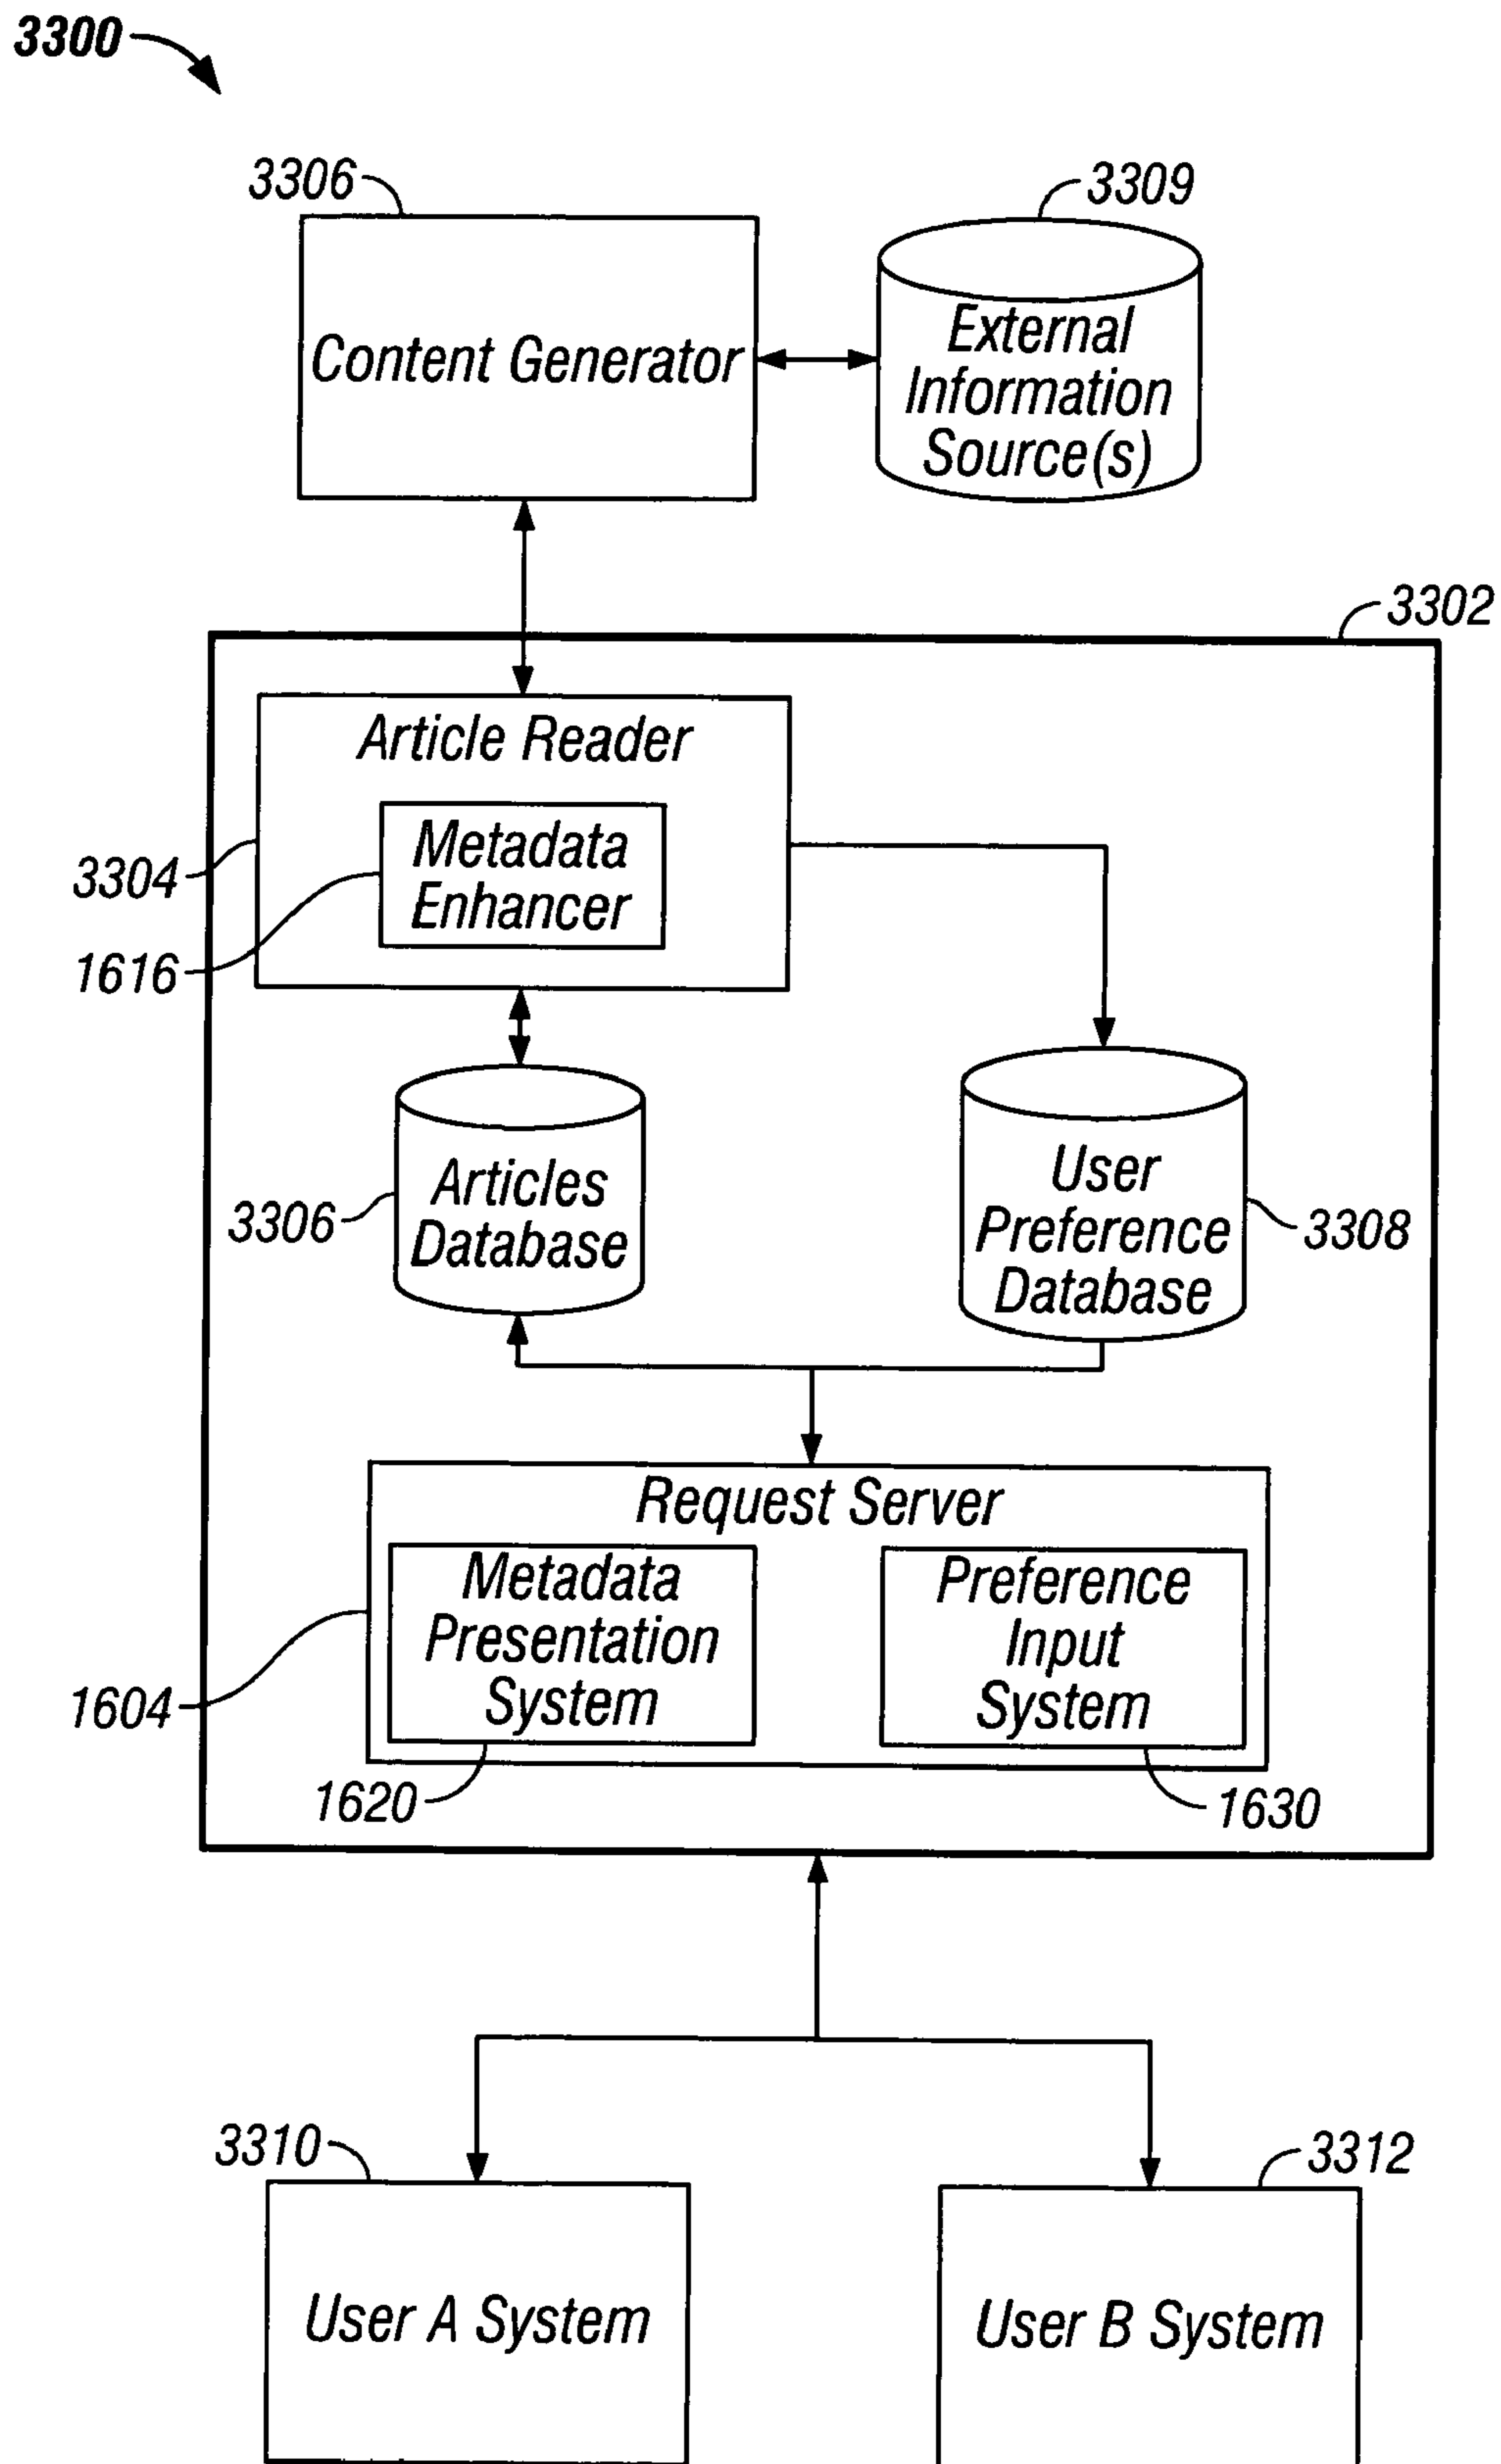 3300
3306
3309
Content Generator
External
Information
Source(s)
3302
Article Reader
Metadata
Enhancer
3304
1616
Articles
Database
3306
User
Preference
Database
3308
Request Server
Metadata
Presentation
System
Preference
Input
System
1604
1620
1630
3310
3312
User A System
User B System